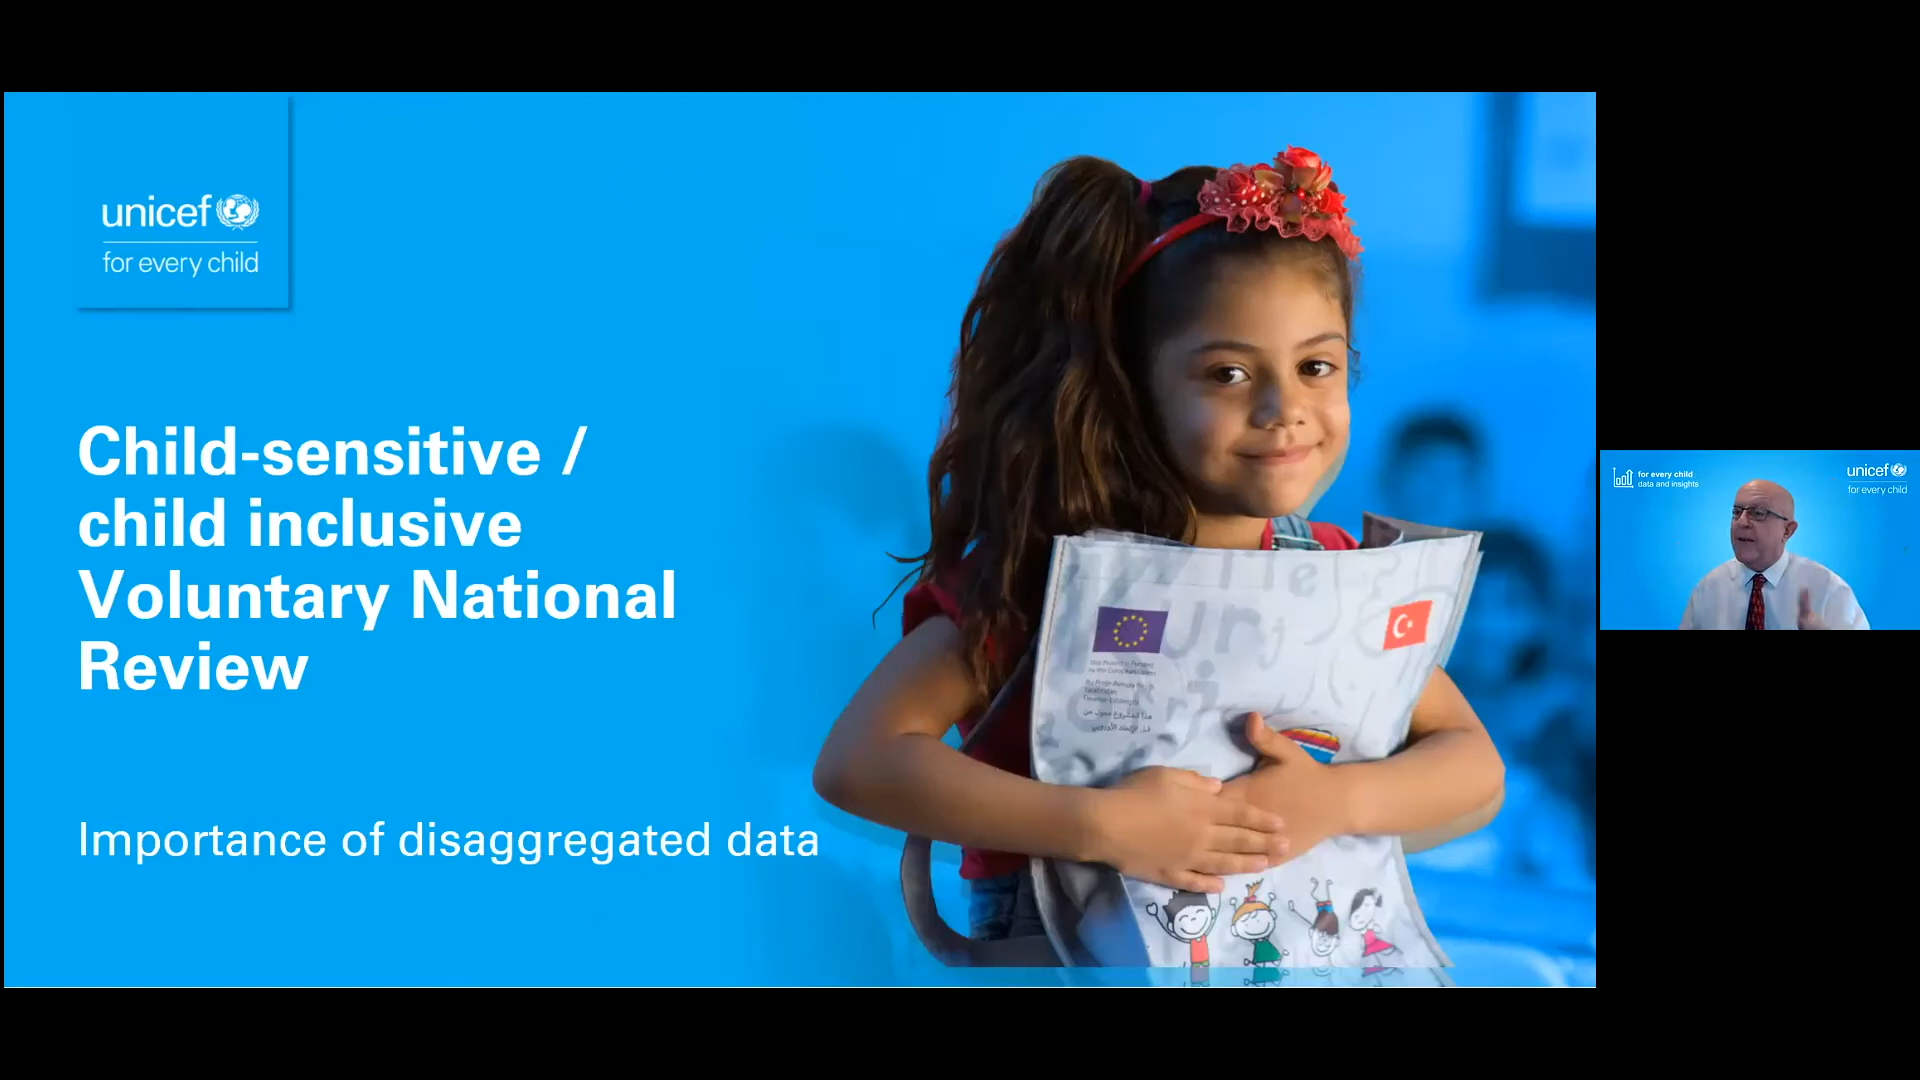 unicef
for every child
Child-sensitive /
child inclusive
Voluntary National
Review
Importance of disaggregated data
for every child
data and insights
unicef
for every child